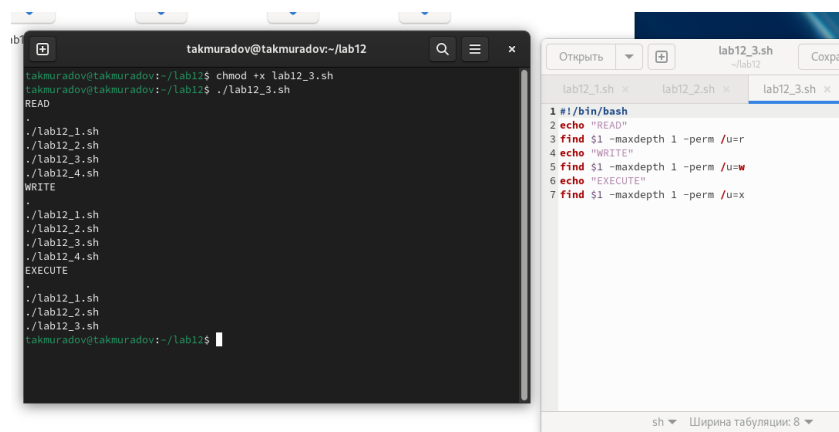 takmuradov@takmuradov:~/lab12
takmuradov@takmuradov:~/lab12$ chmod +x lab12_3.sh
takmuradov@takmuradov:~/lab12$ ./lab12_3.sh
READ
.
./lab12_1.sh
./lab12_2.sh
./lab12_3.sh
./lab12_4.sh
WRITE
.
./lab12_1.sh
./lab12_2.sh
./lab12_3.sh
./lab12_4.sh
EXECUTE
.
./lab12_1.sh
./lab12_2.sh
./lab12_3.sh
takmuradov@takmuradov:~/lab12$
Открыть
lab12_3.sh
~/lab12
lab12_1.sh ×
lab12_2.sh ×
lab12_3.sh ×
1 #!/bin/bash
2 echo "READ"
3 find $1 -maxdepth 1 -perm /u=r
4 echo "WRITE"
5 find $1 -maxdepth 1 -perm /u=w
6 echo "EXECUTE"
7 find $1 -maxdepth 1 -perm /u=x
sh
Ширина табуляции: 8